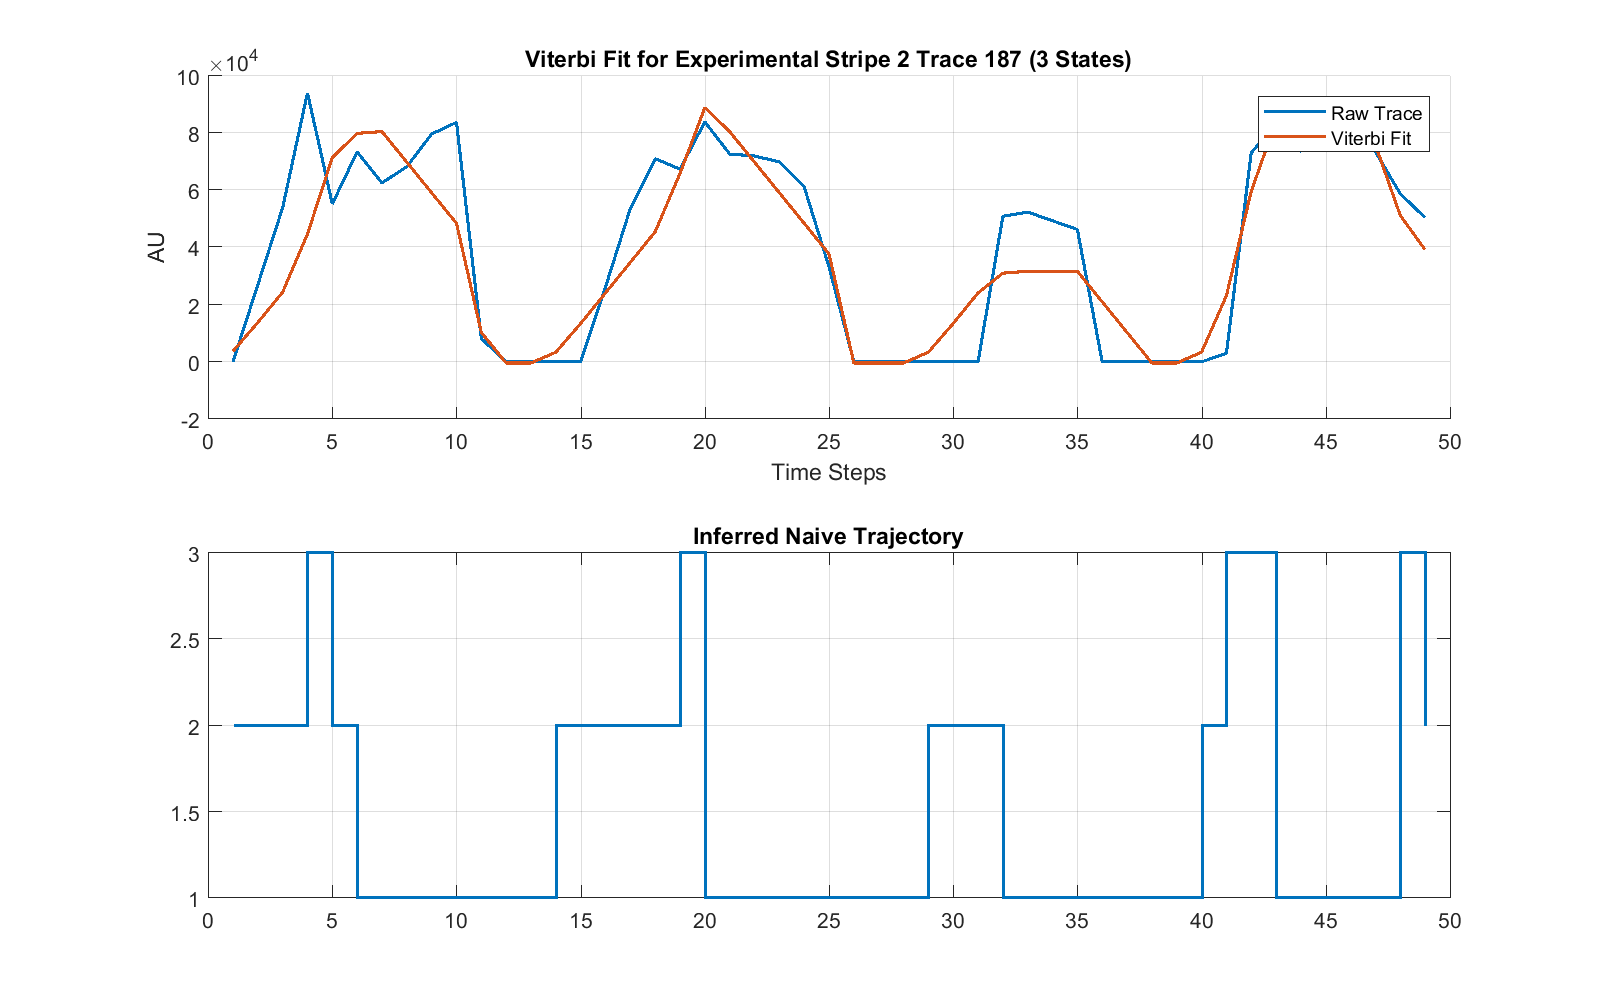 Viterbi Fit for Experimental Stripe 2 Trace 187 (3 States)
×10⁴
10
8
6
4
2
0
-2
AU
Raw Trace
Viterbi Fit
0 5 10 15 20 25 30 35 40 45 50
Time Steps
Inferred Naive Trajectory
3
2.5
2
1.5
1
0 5 10 15 20 25 30 35 40 45 50